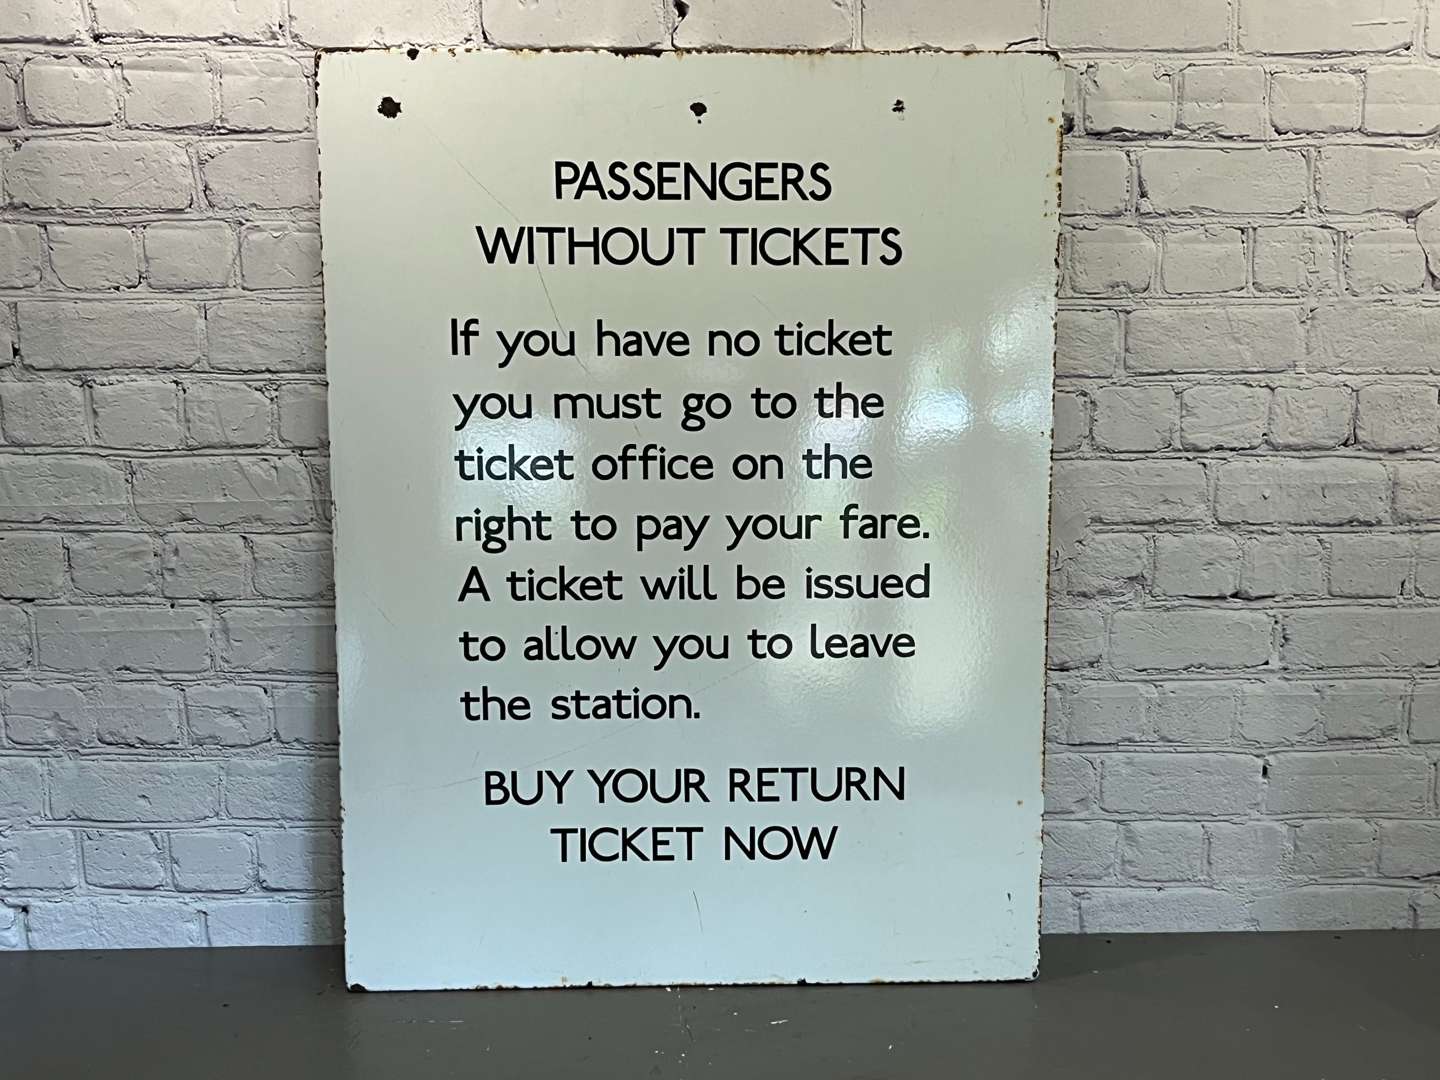 PASSENGERS
WITHOUT TICKETS
If you have no ticket
you must go to the
ticket office on the
right to pay your fare.
A ticket will be issued
to allow you to leave
the station.
BUY YOUR RETURN
TICKET NOW